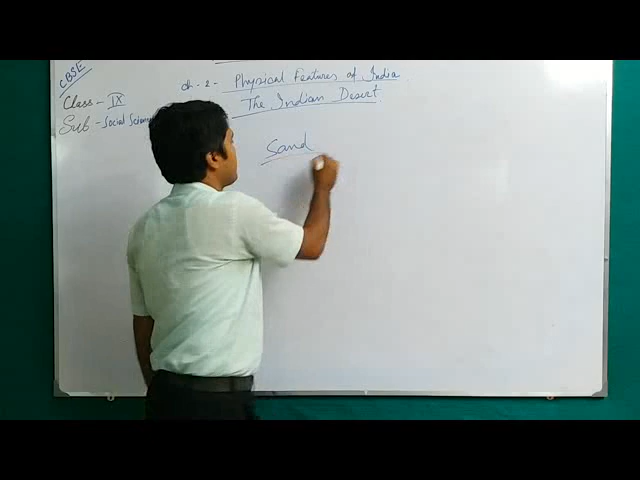 CBSE
Class - IX
Sub - Social Science
ch - 2 - Physical Features of India
The Indian Desert
Sand